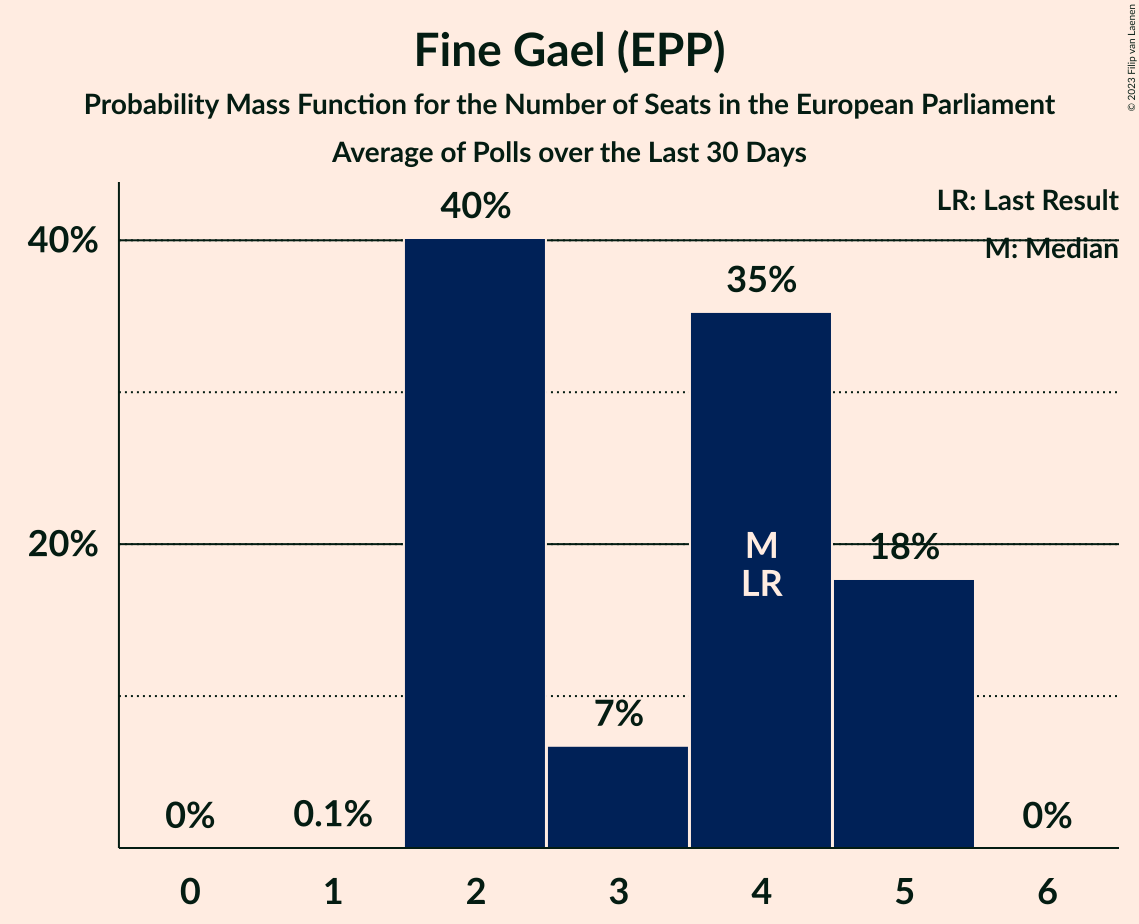 Fine Gael (EPP)
Probability Mass Function for the Number of Seats in the European Parliament
Average of Polls over the Last 30 Days
© 2023 Filip van Laenen
LR: Last Result
M: Median
40%
20%
0%
0.1%
40%
7%
35%
18%
0%
M
LR
0 1 2 3 4 5 6